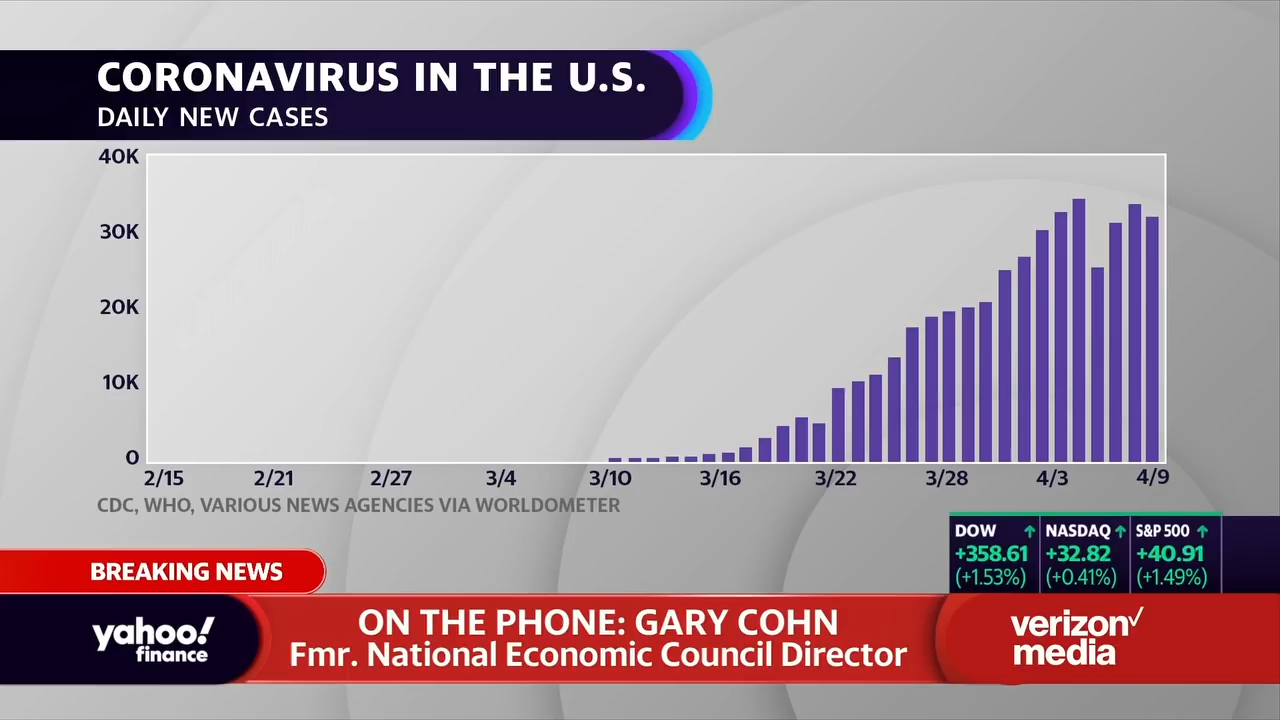 CORONAVIRUS IN THE U.S.
DAILY NEW CASES
40K
30K
20K
10K
0
2/15 2/21 2/27 3/4 3/10 3/16 3/22 3/28 4/3 4/9
CDC, WHO, VARIOUS NEWS AGENCIES VIA WORLDOMETER
DOW NASDAQ S&P 500
+358.61 +32.82 +40.91
(+1.53%) (+0.41%) (+1.49%)
BREAKING NEWS
yahoo!
finance
ON THE PHONE: GARY COHN
Fmr. National Economic Council Director
verizon✓
media